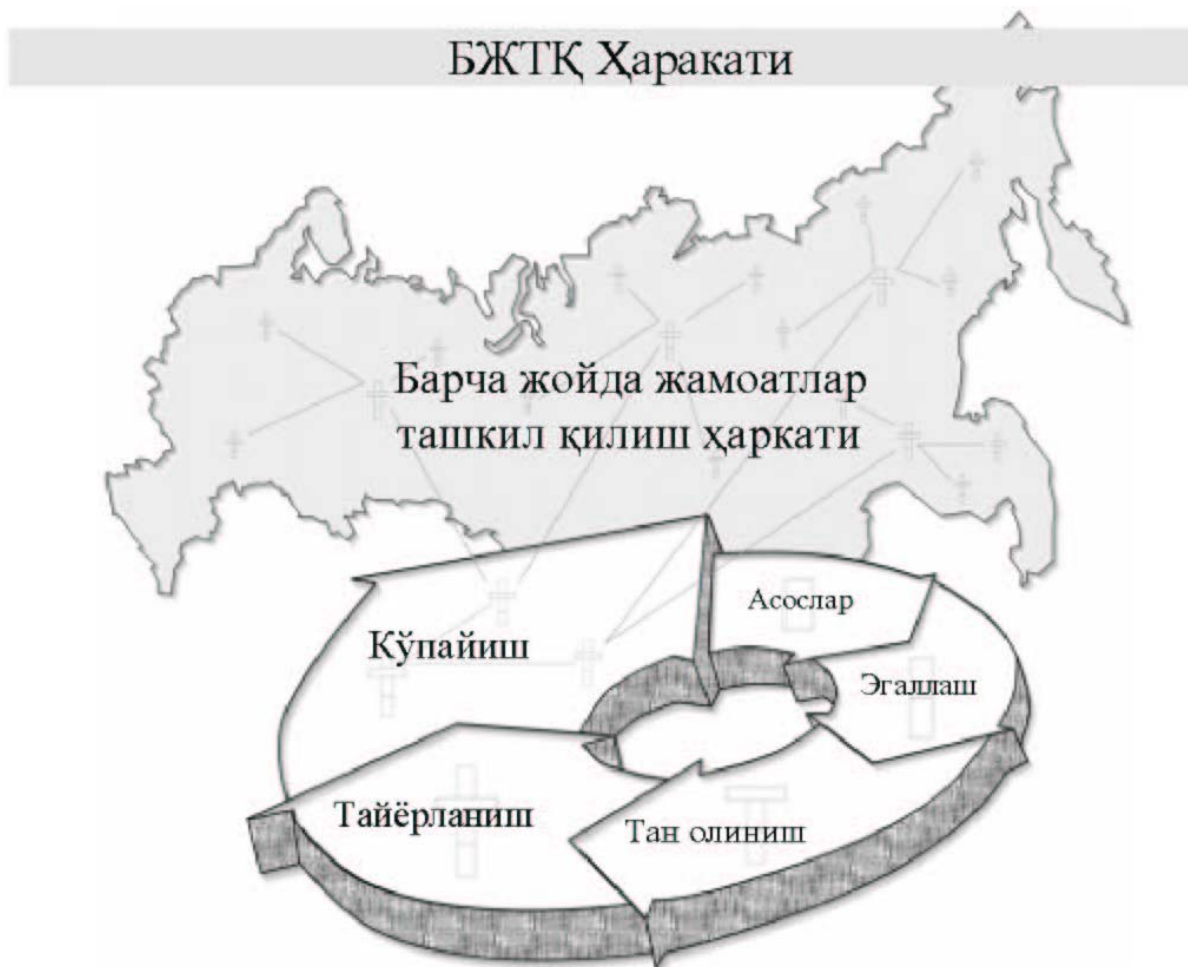 БЖТҚ Ҳаракати
Барча жойда жамоатлар
ташкил қилиш ҳаркати
Асослар
Кўпайиш
Эгаллаш
Тайёрланиш
Тан олиниш